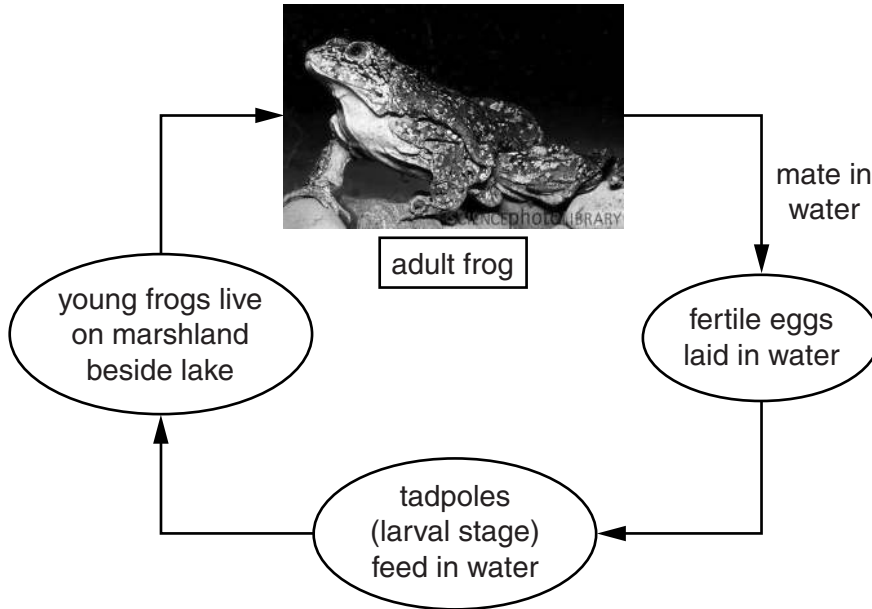 SCIENCEphotoLIBRARY
adult frog
mate in
water
fertile eggs
laid in water
tadpoles
(larval stage)
feed in water
young frogs live
on marshland
beside lake